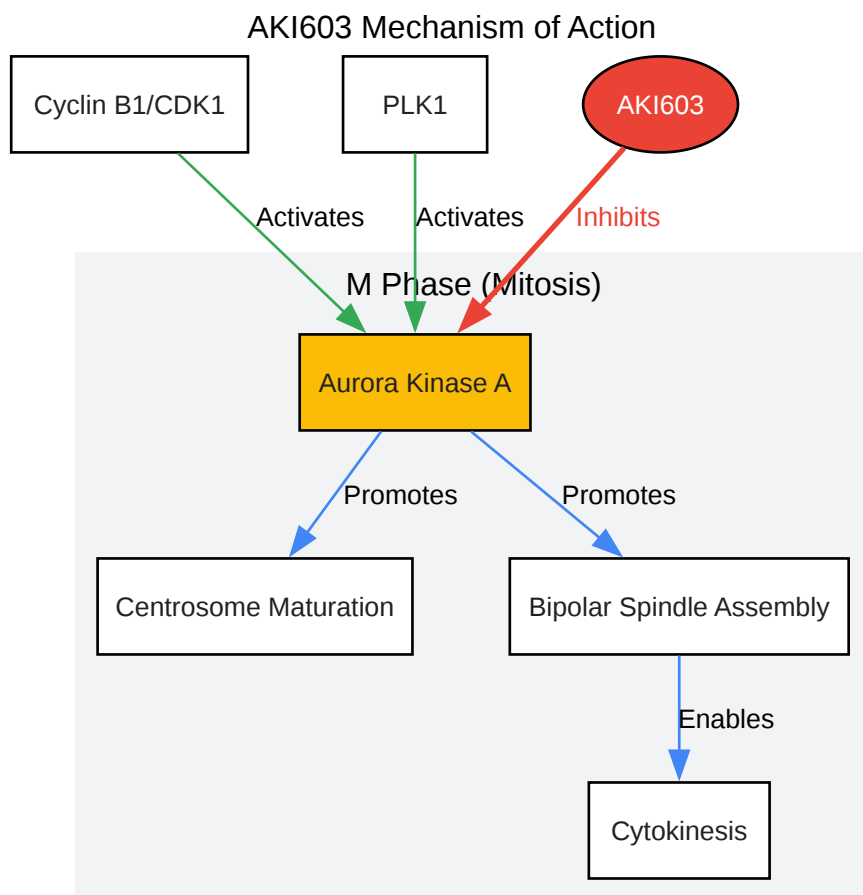 AKI603 Mechanism of Action
Cyclin B1/CDK1
PLK1
AKI603
Activates
Activates
Inhibits
M Phase (Mitosis)
Aurora Kinase A
Promotes
Promotes
Centrosome Maturation
Bipolar Spindle Assembly
Enables
Cytokinesis